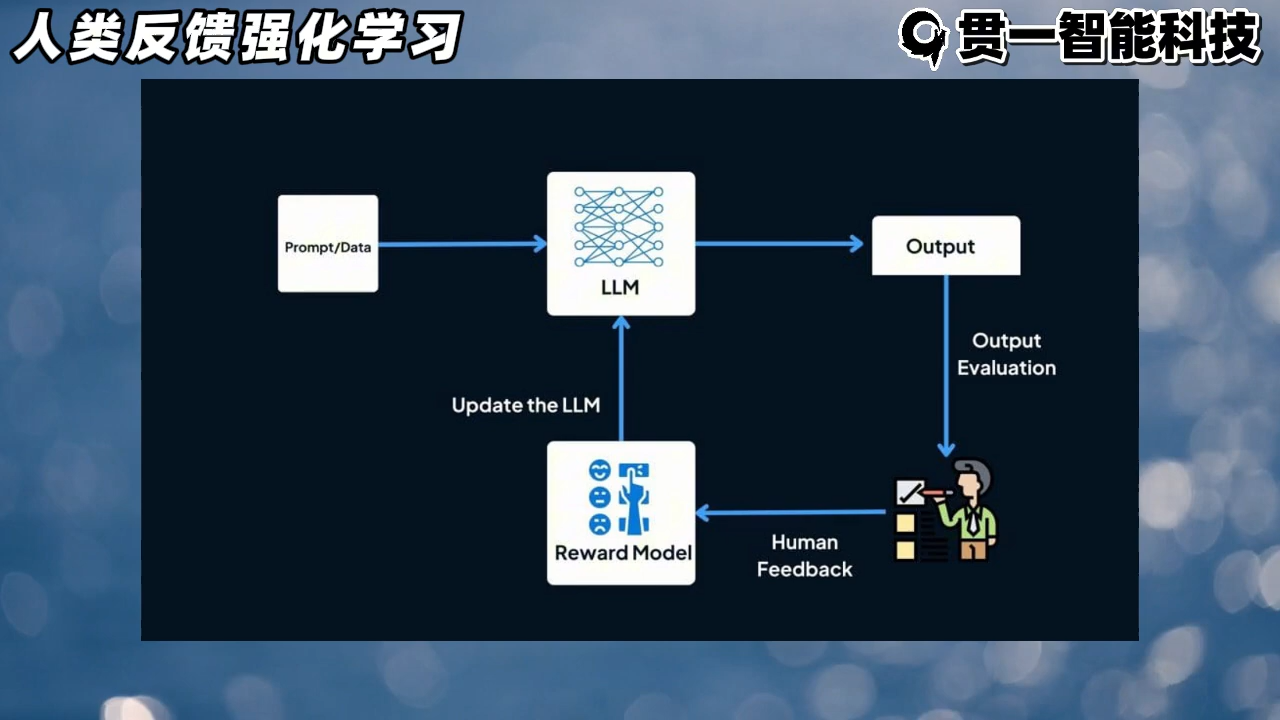 人类反馈强化学习
贯一智能科技
Prompt/Data
LLM
Output
Output
Evaluation
Update the LLM
Reward Model
Human
Feedback